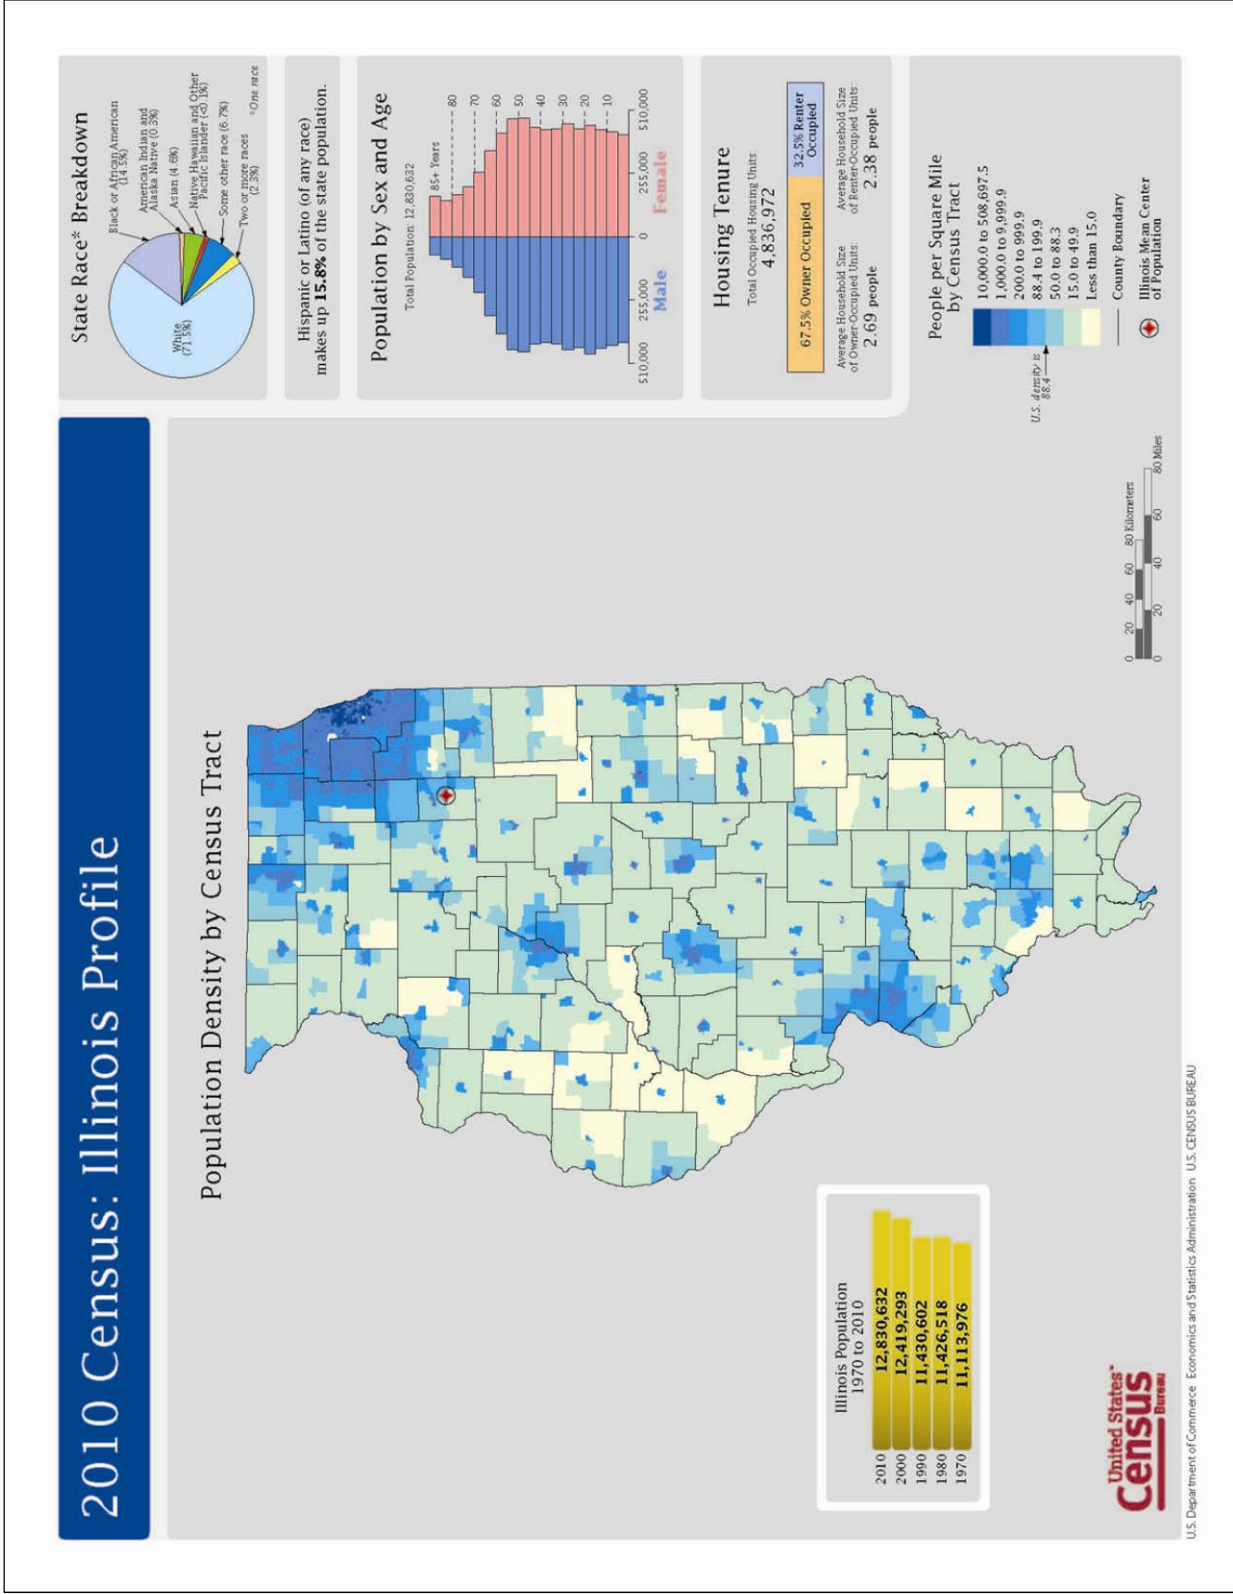 2010 Census: Illinois Profile
Population Density by Census Tract
State Race* Breakdown
Black or African American
(14.5%)
American Indian and
Alaska Native (0.3%)
Asian (4.6%)
Native Hawaiian and Other
Pacific Islander (<0.1%)
Some other race (6.7%)
Two or more races
(2.3%)
White
(71.5%)
*One race
Hispanic or Latino (of any race)
makes up 15.8% of the state population.
Population by Sex and Age
Total Population: 12,830,632
85+ Years
80
70
60
50
40
30
20
10
510,000 255,000 0 255,000 510,000
Male Female
Housing Tenure
Total Occupied Housing Units:
4,836,972
67.5% Owner Occupied
32.5% Renter
Occupied
Average Household Size
of Owner-Occupied Units:
2.69 people
Average Household Size
of Renter-Occupied Units:
2.38 people
People per Square Mile
by Census Tract
10,000.0 to 508,697.5
1,000.0 to 9,999.9
200.0 to 999.9
88.4 to 199.9
50.0 to 88.3
15.0 to 49.9
Less than 15.0
U.S. density is
88.4
County Boundary
Illinois Mean Center
of Population
0 20 40 60 80 Kilometers
0 20 40 60 80 Miles
Illinois Population
1970 to 2010
2010 12,830,632
2000 12,419,293
1990 11,430,602
1980 11,426,518
1970 11,113,976
United States™
Census
Bureau
U.S. Department of Commerce Economics and Statistics Administration U.S. CENSUS BUREAU